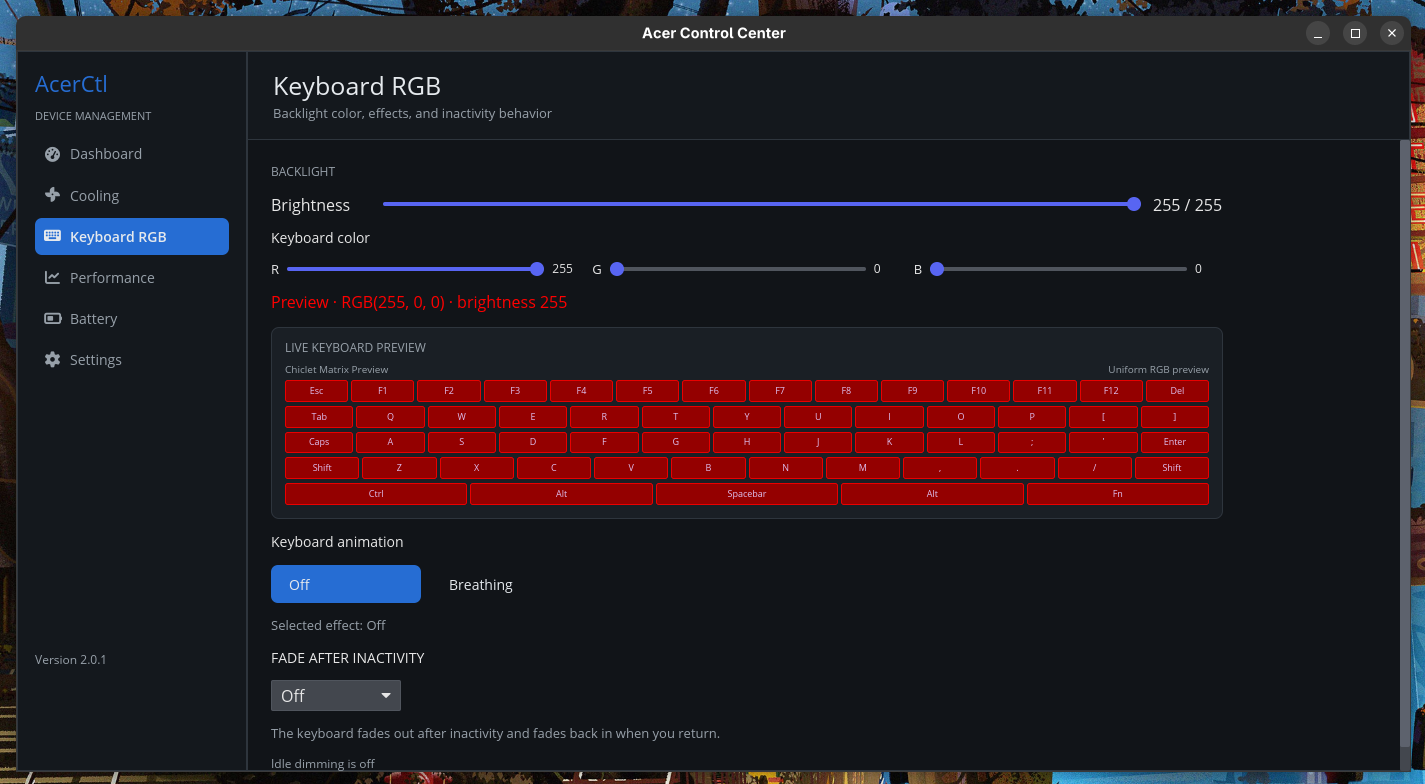 Acer Control Center
AcerCtl
DEVICE MANAGEMENT
Dashboard
Cooling
Keyboard RGB
Performance
Battery
Settings
Version 2.0.1
Keyboard RGB
Backlight color, effects, and inactivity behavior
BACKLIGHT
Brightness 255 / 255
Keyboard color
R 255 G 0 B 0
Preview · RGB(255, 0, 0) · brightness 255
LIVE KEYBOARD PREVIEW
Chiclet Matrix Preview Uniform RGB preview
Esc F1 F2 F3 F4 F5 F6 F7 F8 F9 F10 F11 F12 Del
Tab Q W E R T Y U I O P [ ]
Caps A S D F G H J K L ; ' Enter
Shift Z X C V B N M , . / Shift
Ctrl Alt Spacebar Alt Fn
Keyboard animation
Off Breathing
Selected effect: Off
FADE AFTER INACTIVITY
Off
The keyboard fades out after inactivity and fades back in when you return.
Idle dimming is off